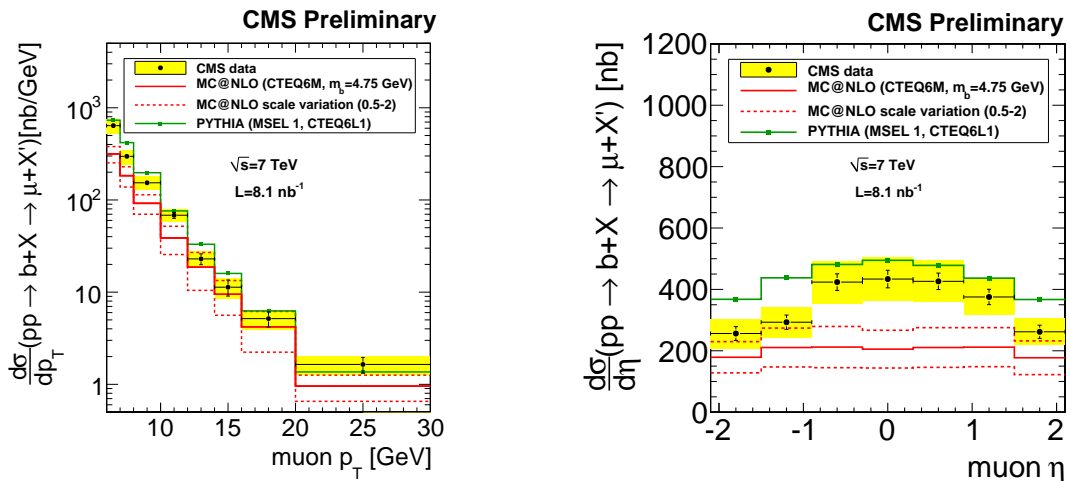 CMS Preliminary
dσ/dp_T (pp → b+X → μ+X')[nb/GeV]
10³
10²
10
1
CMS data
MC@NLO (CTEQ6M, m_b=4.75 GeV)
MC@NLO scale variation (0.5-2)
PYTHIA (MSEL 1, CTEQ6L1)
√s=7 TeV
L=8.1 nb⁻¹
10 15 20 25 30
muon p_T [GeV]
CMS Preliminary
dσ/dη (pp → b+X → μ+X') [nb]
1200
1000
800
600
400
200
0
CMS data
MC@NLO (CTEQ6M, m_b=4.75 GeV)
MC@NLO scale variation (0.5-2)
PYTHIA (MSEL 1, CTEQ6L1)
√s=7 TeV
L=8.1 nb⁻¹
-2 -1 0 1 2
muon η